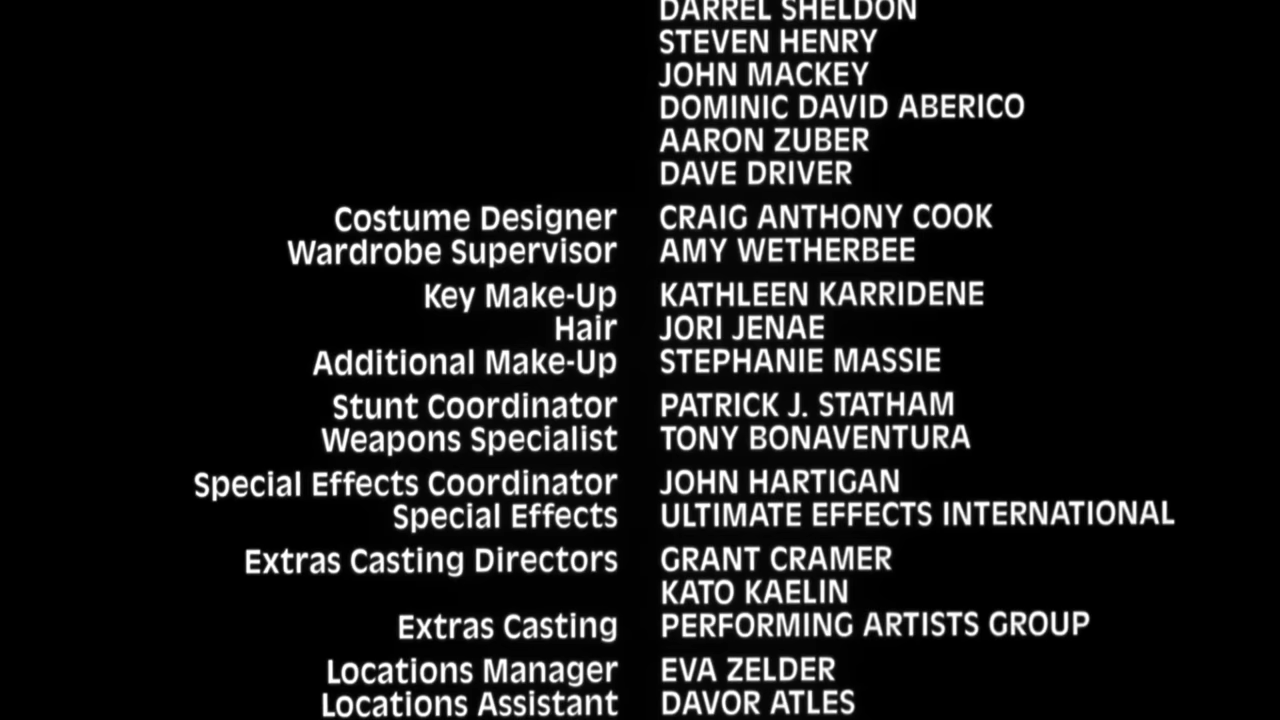 DARREL SHELDON
STEVEN HENRY
JOHN MACKEY
DOMINIC DAVID ABERICO
AARON ZUBER
DAVE DRIVER
Costume Designer CRAIG ANTHONY COOK
Wardrobe Supervisor AMY WETHERBEE
Key Make-Up KATHLEEN KARRIDENE
Hair JORI JENAE
Additional Make-Up STEPHANIE MASSIE
Stunt Coordinator PATRICK J. STATHAM
Weapons Specialist TONY BONAVENTURA
Special Effects Coordinator JOHN HARTIGAN
Special Effects ULTIMATE EFFECTS INTERNATIONAL
Extras Casting Directors GRANT CRAMER
KATO KAELIN
Extras Casting PERFORMING ARTISTS GROUP
Locations Manager EVA ZELDER
Locations Assistant DAVOR ATLES